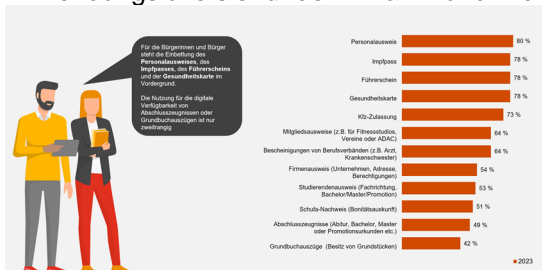 Für die Bürgerinnen und Bürger
steht die Einbettung des
Personalausweises, des
Impfpasses, des Führerscheins
und der Gesundheitskarte im
Vordergrund.
Die Nutzung für die digitale
Verfügbarkeit von
Abschlusszeugnissen oder
Grundbuchauszügen ist nur
zweitrangig
Personalausweis 80 %
Impfpass 78 %
Führerschein 78 %
Gesundheitskarte 78 %
Kfz-Zulassung 73 %
Mitgliedsausweise (z.B. für Fitnessstudios,
Vereine oder ADAC) 64 %
Bescheinigungen von Berufsverbänden (z.B. Arzt,
Krankenschwester) 64 %
Firmenausweis (Unternehmen, Adresse,
Berechtigungen) 54 %
Studierendenausweis (Fachrichtung,
Bachelor/Master/Promotion) 53 %
Schufa-Nachweis (Bonitätsauskunft) 51 %
Abschlusszeugnisse (Abitur, Bachelor, Master
oder Promotionsurkunden etc.) 49 %
Grundbuchauszüge (Besitz von Grundstücken) 42 %
2023